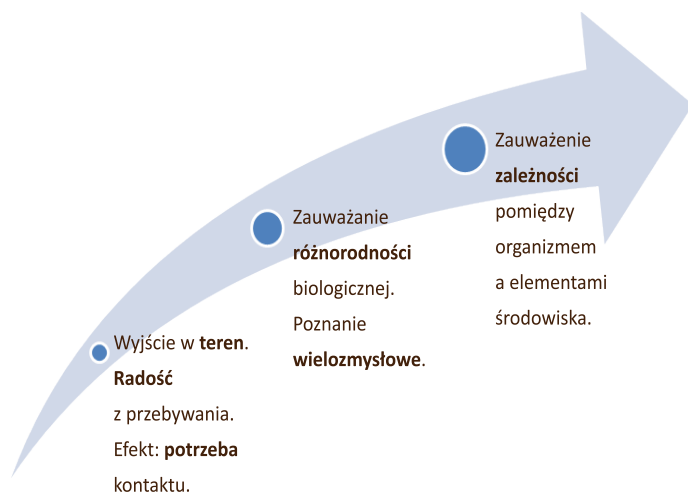 Wyjście w teren.
Radość
z przebywania.
Efekt: potrzeba
kontaktu.
Zauważanie
różnorodności
biologicznej.
Poznanie
wielozmysłowe.
Zauważenie
zależności
pomiędzy
organizmem
a elementami
środowiska.